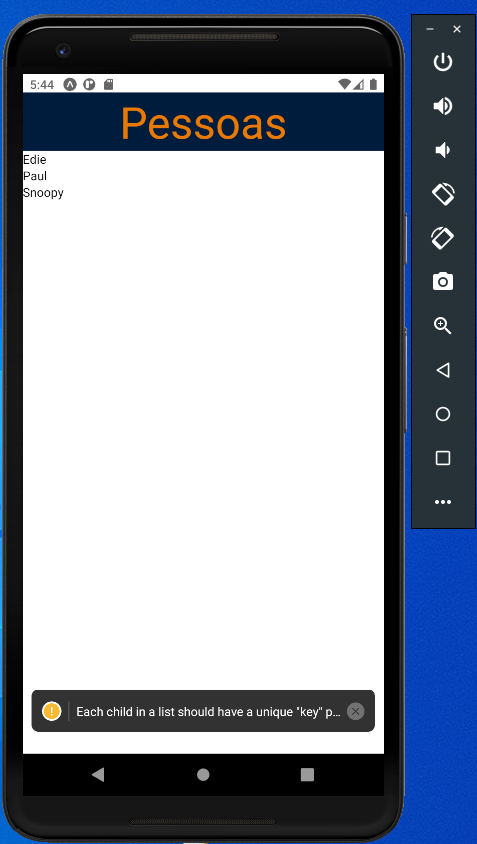 5:44
Pessoas
Edie
Paul
Snoopy
Each child in a list should have a unique "key" p...